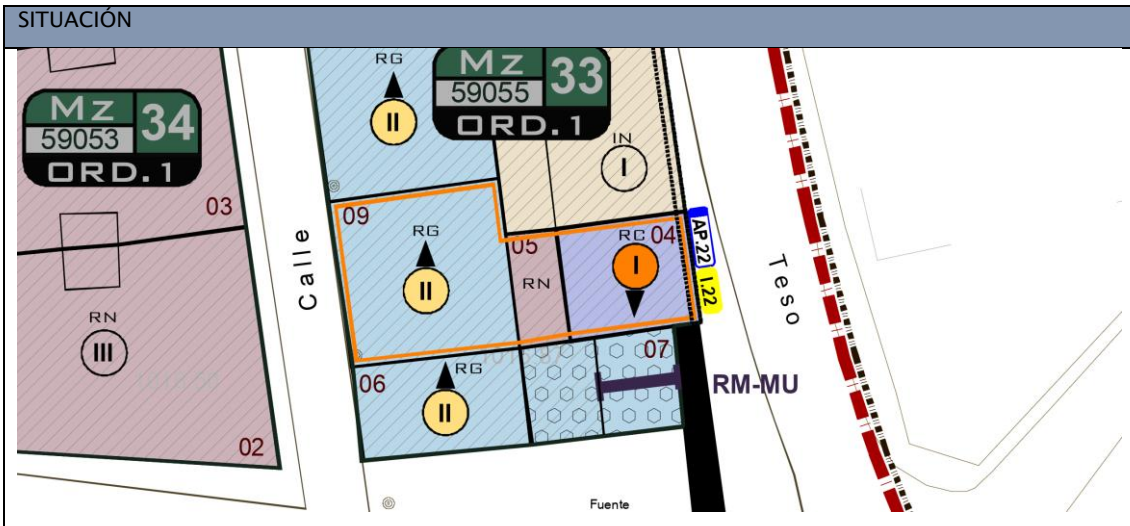 SITUACIÓN
RG
Mz
59055
33
ORD.1
Mz
59053
34
ORD.1
II
IN
I
03
09
RG
05
RC
04
AP.22
I.22
II
RN
I
Calle
Teso
RN
III
07
RM-MU
06
RG
II
02
Fuente